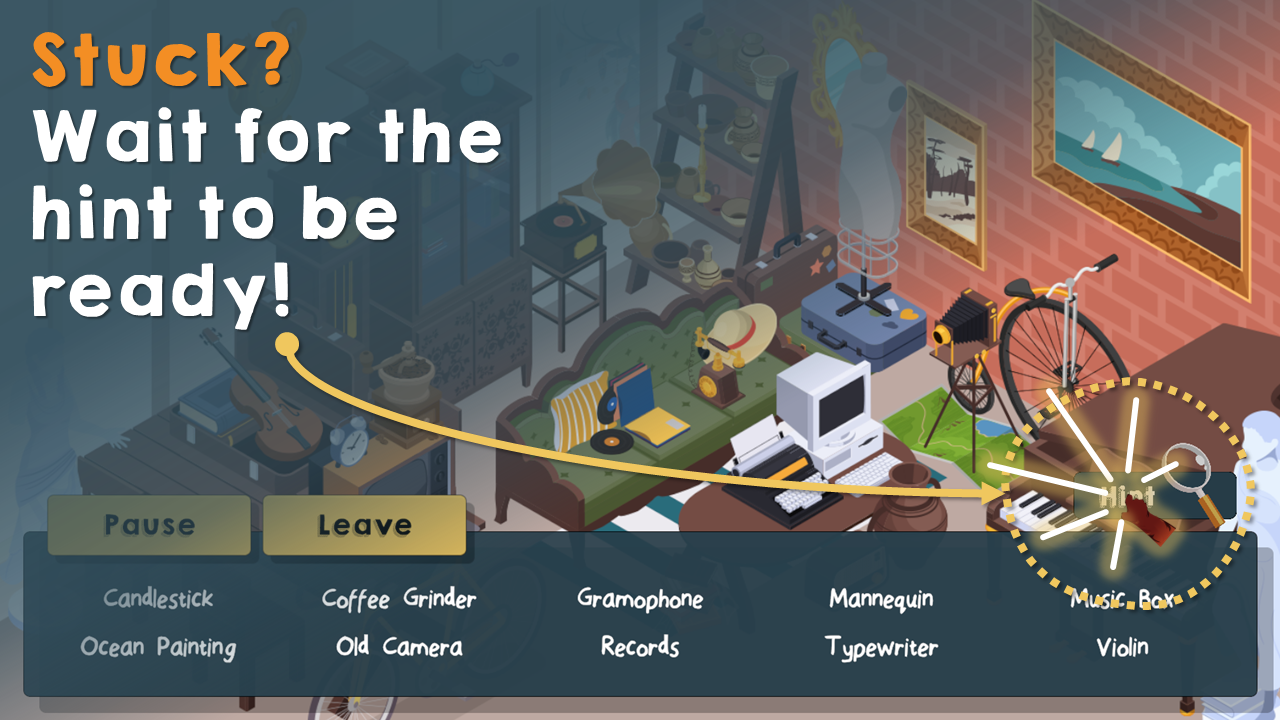 Stuck?
Wait for the
hint to be
ready!
Hint
Pause
Leave
Candlestick
Coffee Grinder
Gramophone
Mannequin
Music Box
Ocean Painting
Old Camera
Records
Typewriter
Violin